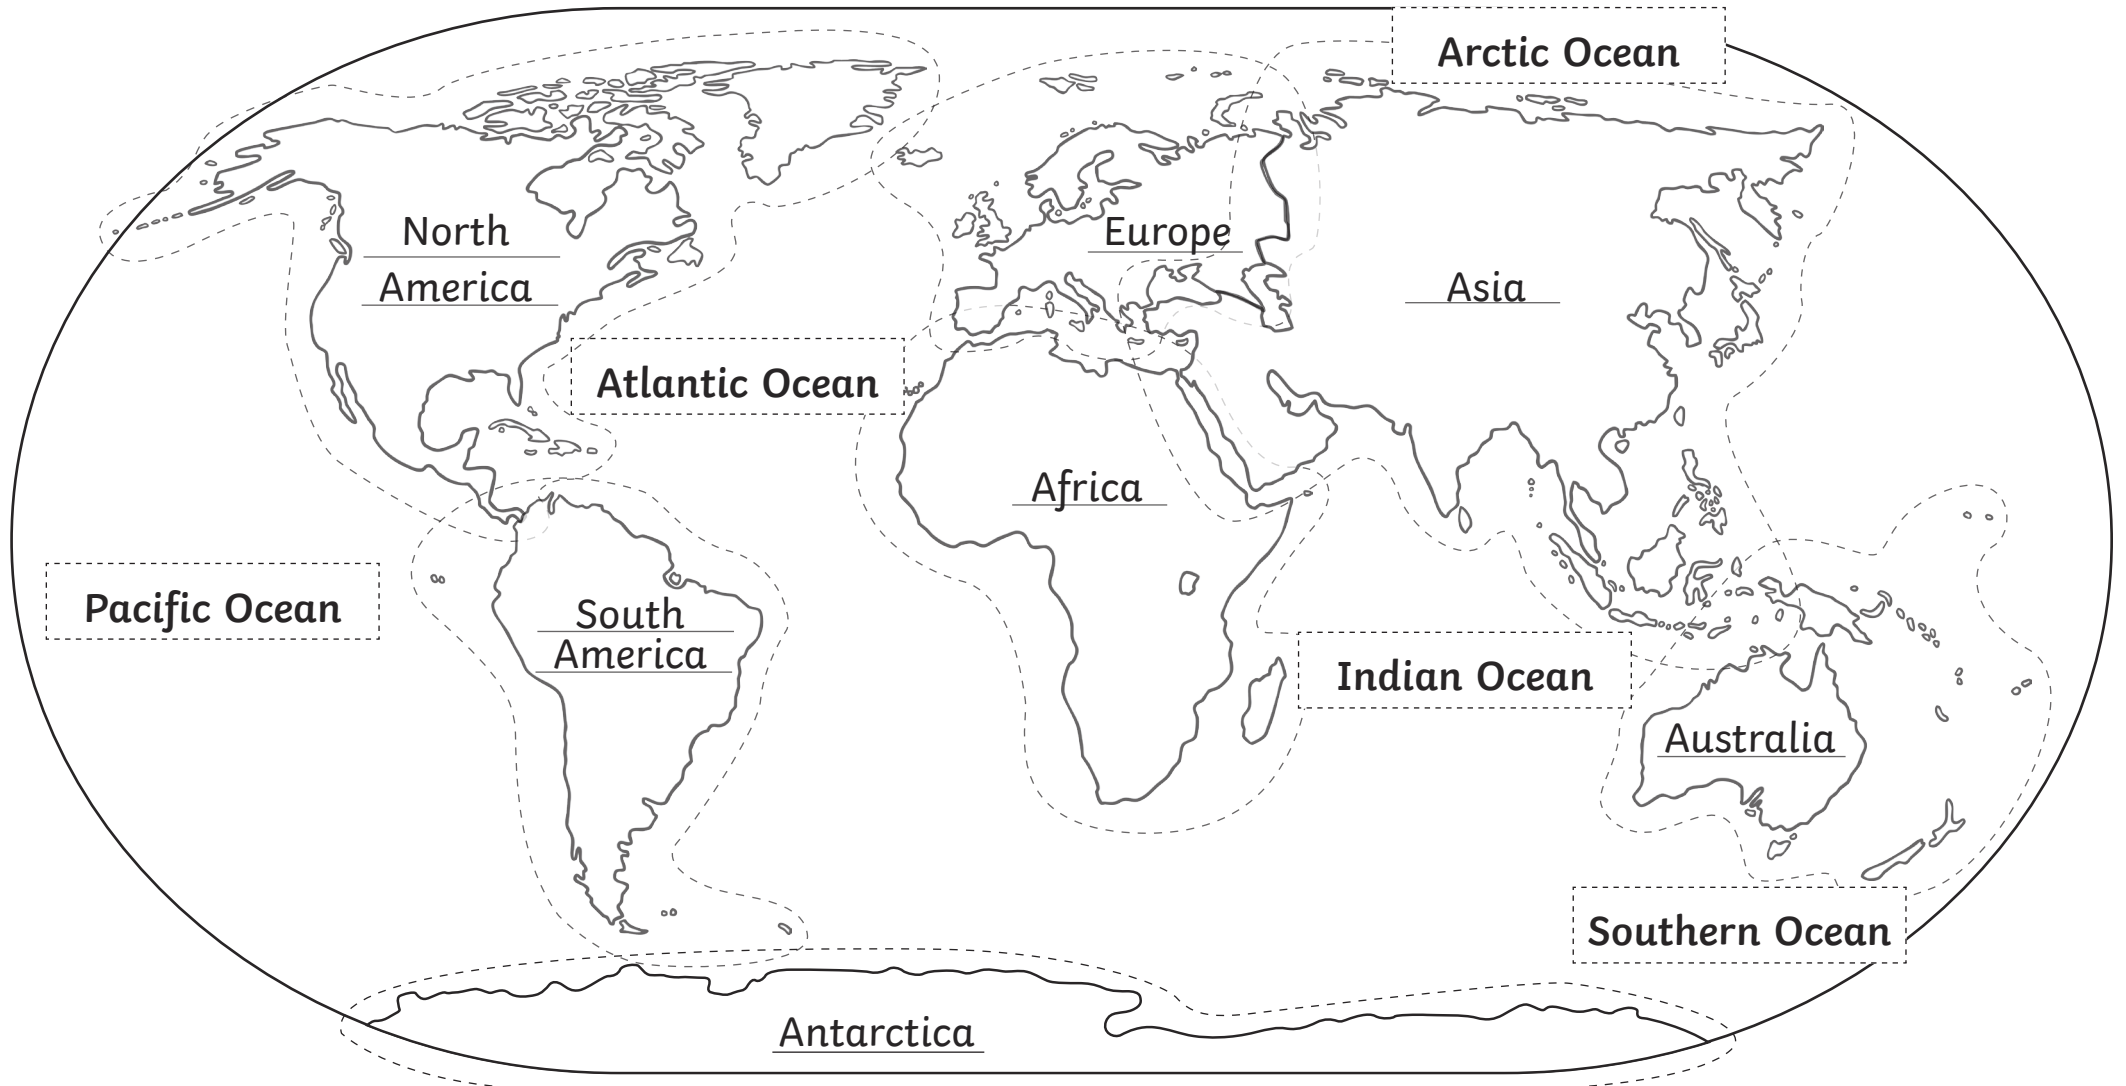 Arctic Ocean
North
America
Europe
Asia
Atlantic Ocean
Africa
Pacific Ocean
South
America
Indian Ocean
Australia
Southern Ocean
Antarctica